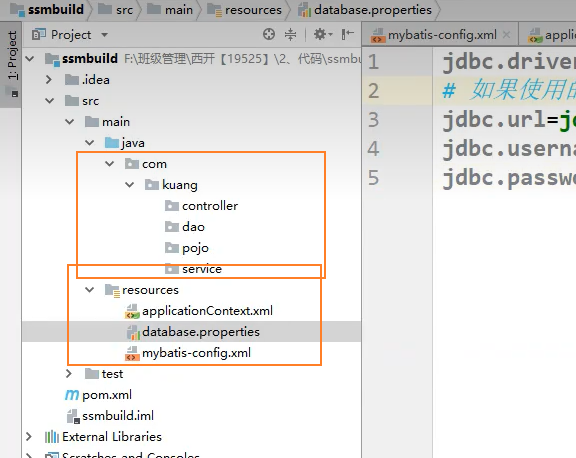 ssmbuild src main resources database.properties
1: Project
Project
mybatis-config.xml
ssmbuild F:\班级管理\西开【19525】\2、代码\ssmbu
.idea
src
main
java
com
kuang
controller
dao
pojo
service
resources
applicationContext.xml
database.properties
mybatis-config.xml
test
pom.xml
ssmbuild.iml
External Libraries
Scratches and Consoles
1 jdbc.driver
2 # 如果使用的
3 jdbc.url=jd
4 jdbc.userna
5 jdbc.passwo